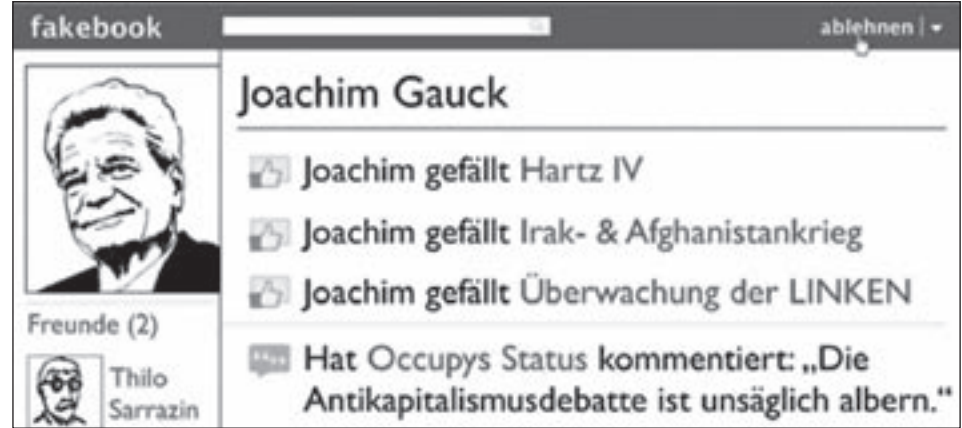 fakebook
ablehnen
Joachim Gauck
Joachim gefällt Hartz IV
Joachim gefällt Irak- & Afghanistankrieg
Joachim gefällt Überwachung der LINKEN
Freunde (2)
Thilo
Sarrazin
Hat Occupys Status kommentiert: „Die
Antikapitalismusdebatte ist unsäglich albern.“